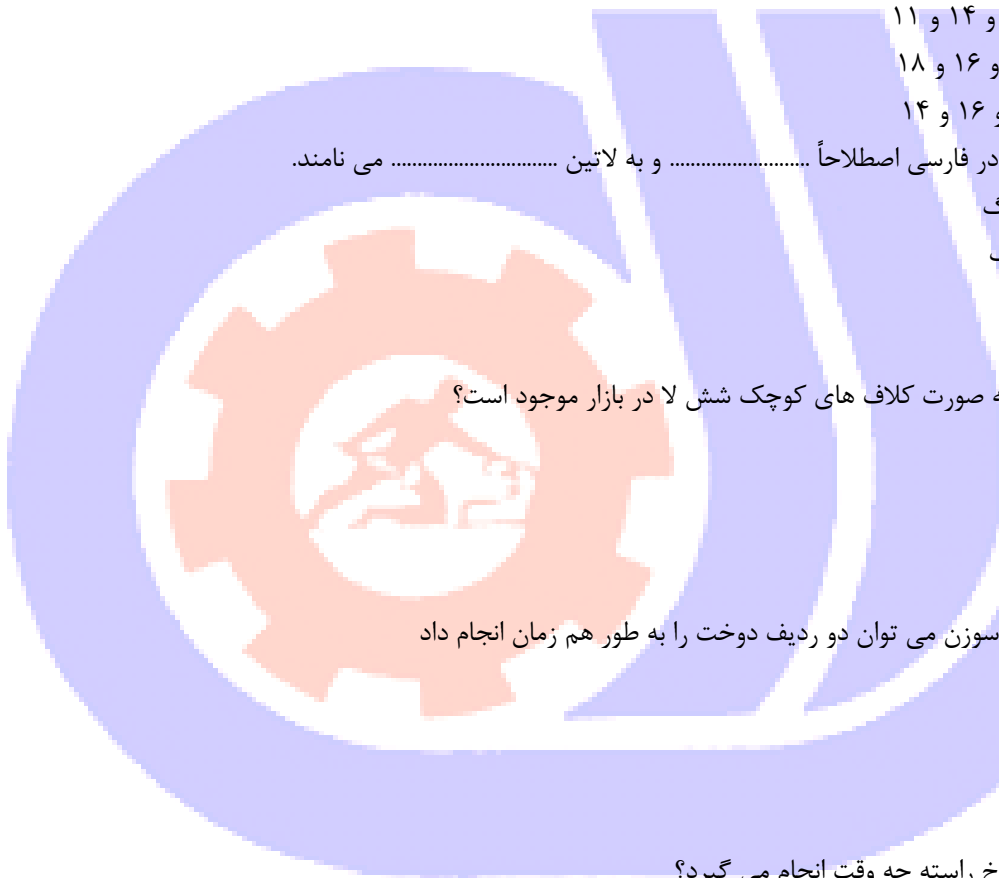 و ۱۴ و ۱۱
و ۱۶ و ۱۸
و ۱۶ و ۱۴
در فارسی اصطلاحاً .......................... و به لاتین ............................... می نامند.
صورت کلاف های کوچک شش لا در بازار موجود است؟
سوزن می توان دو ردیف دوخت را به طور هم زمان انجام داد
راسته چه وقت انجام می گیرد؟